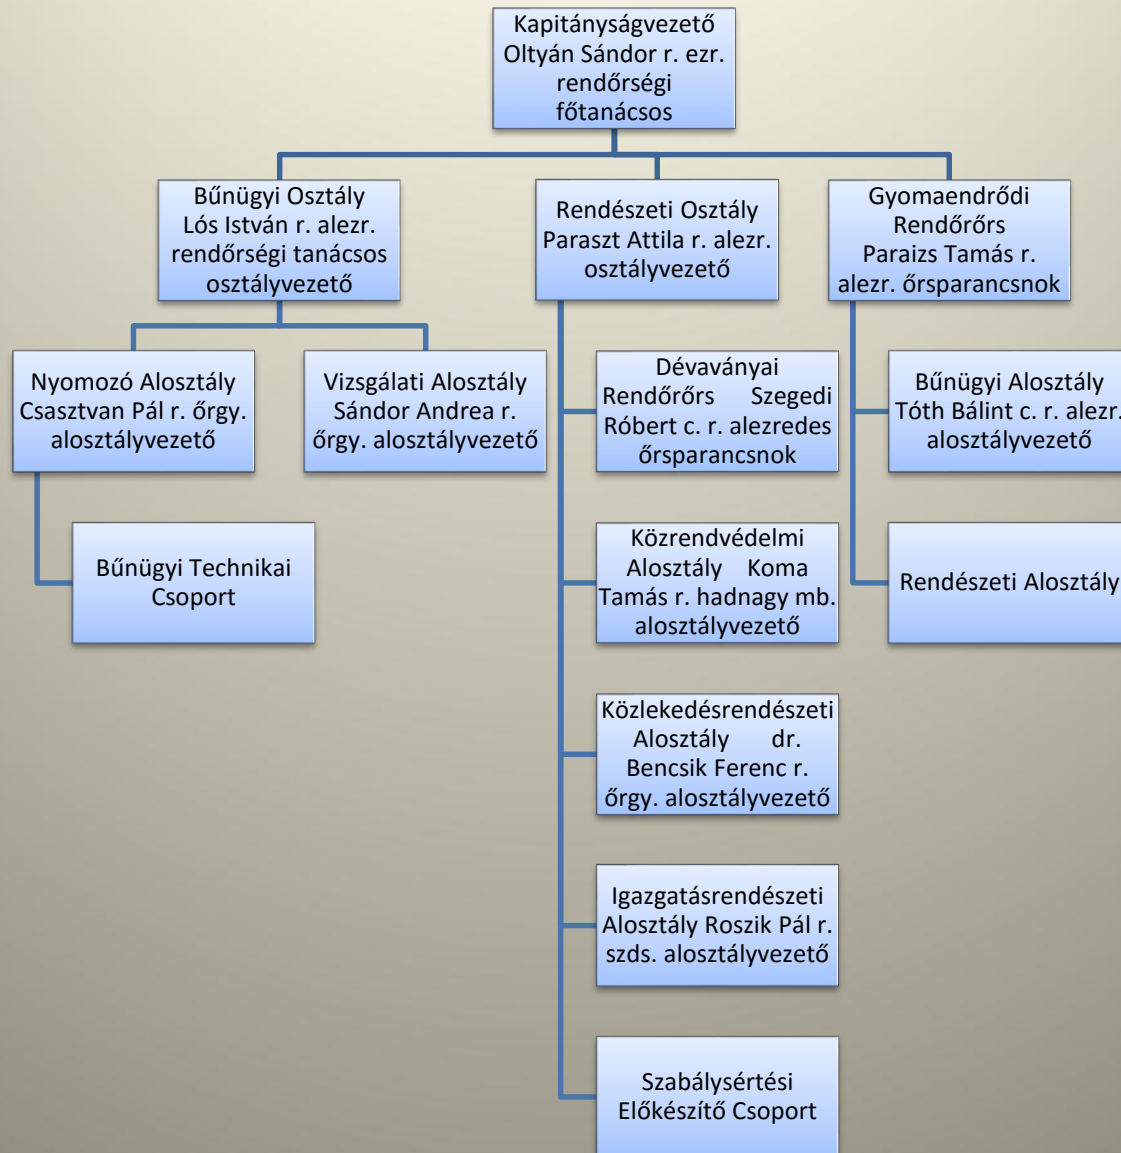 Kapitányságvezető
Oltyán Sándor r. ezr.
rendőrségi
főtanácsos
Bűnügyi Osztály
Lós István r. alezr.
rendőrségi tanácsos
osztályvezető
Rendészeti Osztály
Paraszt Attila r. alezr.
osztályvezető
Gyomaendrődi
Rendőrőrs
Paraizs Tamás r.
alezr. őrsparancsnok
Nyomozó Alosztály
Csasztvan Pál r. őrgy.
alosztályvezető
Vizsgálati Alosztály
Sándor Andrea r.
őrgy. alosztályvezető
Bűnügyi Technikai
Csoport
Dévaványai
Rendőrőrs Szegedi
Róbert c. r. alezredes
őrsparancsnok
Közrendvédelmi
Alosztály Koma
Tamás r. hadnagy mb.
alosztályvezető
Közlekedésrendészeti
Alosztály dr.
Bencsik Ferenc r.
őrgy. alosztályvezető
Igazgatásrendészeti
Alosztály Roszik Pál r.
szds. alosztályvezető
Szabálysértési
Előkészítő Csoport
Bűnügyi Alosztály
Tóth Bálint c. r. alezr.
alosztályvezető
Rendészeti Alosztály